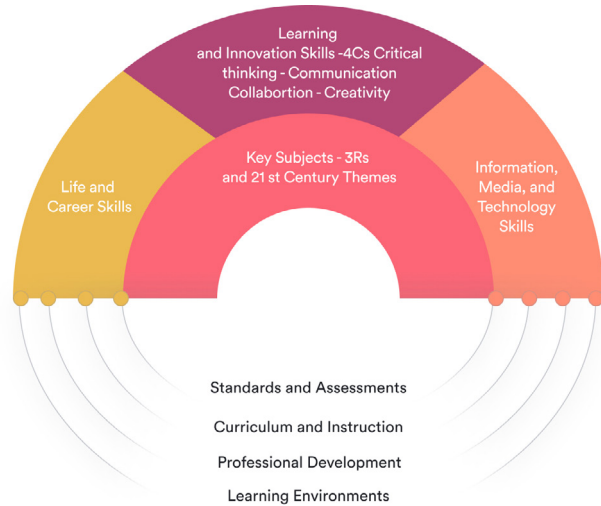 Learning
and Innovation Skills -4Cs Critical
thinking - Communication
Collabortion - Creativity
Key Subjects - 3Rs
and 21 st Century Themes
Life and
Career Skills
Information,
Media, and
Technology
Skills
Standards and Assessments
Curriculum and Instruction
Professional Development
Learning Environments